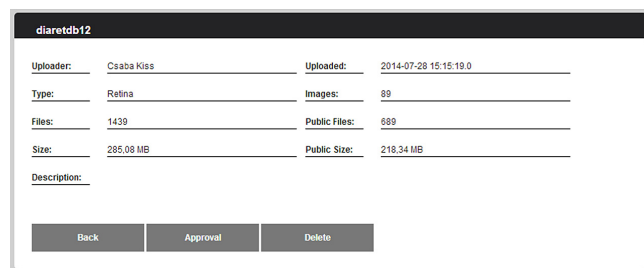 diaretdb12
Uploader: Csaba Kiss Uploaded: 2014-07-28 15:15:19.0
Type: Retina Images: 89
Files: 1439 Public Files: 689
Size: 285,08 MB Public Size: 218,34 MB
Description:
Back Approval Delete